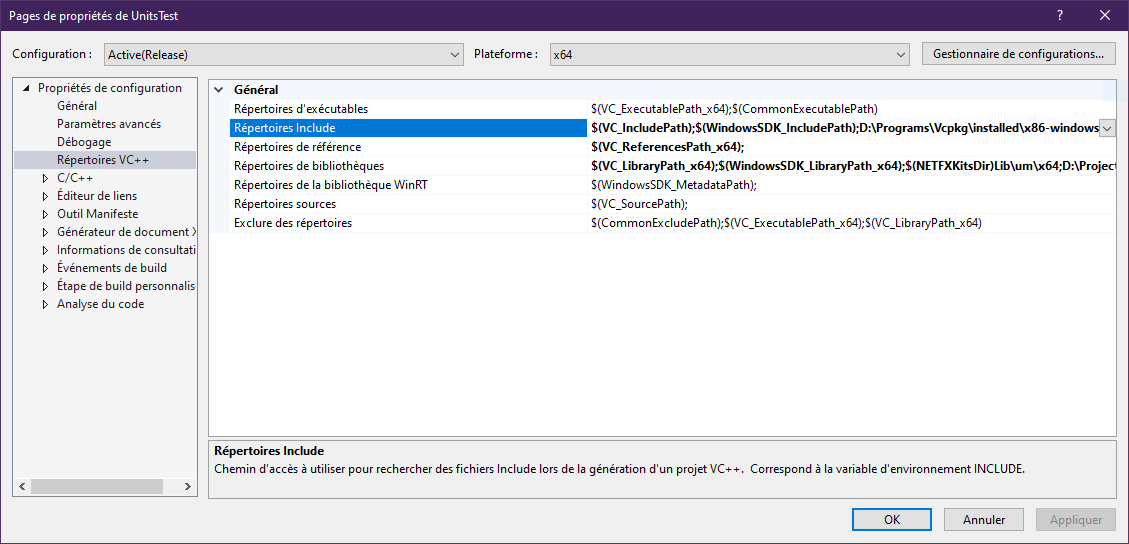 Pages de propriétés de UnitsTest
Configuration : Active(Release) Plateforme : x64 Gestionnaire de configurations...
Propriétés de configuration
Général
Paramètres avancés
Débogage
Répertoires VC++
C/C++
Éditeur de liens
Outil Manifeste
Générateur de document X
Informations de consultati
Événements de build
Étape de build personnalis
Analyse du code
Général
Répertoires d'exécutables $(VC_ExecutablePath_x64);$(CommonExecutablePath)
Répertoires Include $(VC_IncludePath);$(WindowsSDK_IncludePath);D:\Programs\Vcpkg\installed\x86-windows
Répertoires de référence $(VC_ReferencesPath_x64);
Répertoires de bibliothèques $(VC_LibraryPath_x64);$(WindowsSDK_LibraryPath_x64);$(NETFXKitsDir)Lib\um\x64;D:\Project
Répertoires de la bibliothèque WinRT $(WindowsSDK_MetadataPath);
Répertoires sources $(VC_SourcePath);
Exclure des répertoires $(CommonExcludePath);$(VC_ExecutablePath_x64);$(VC_LibraryPath_x64)
Répertoires Include
Chemin d'accès à utiliser pour rechercher des fichiers Include lors de la génération d'un projet VC++. Correspond à la variable d'environnement INCLUDE.
OK Annuler Appliquer